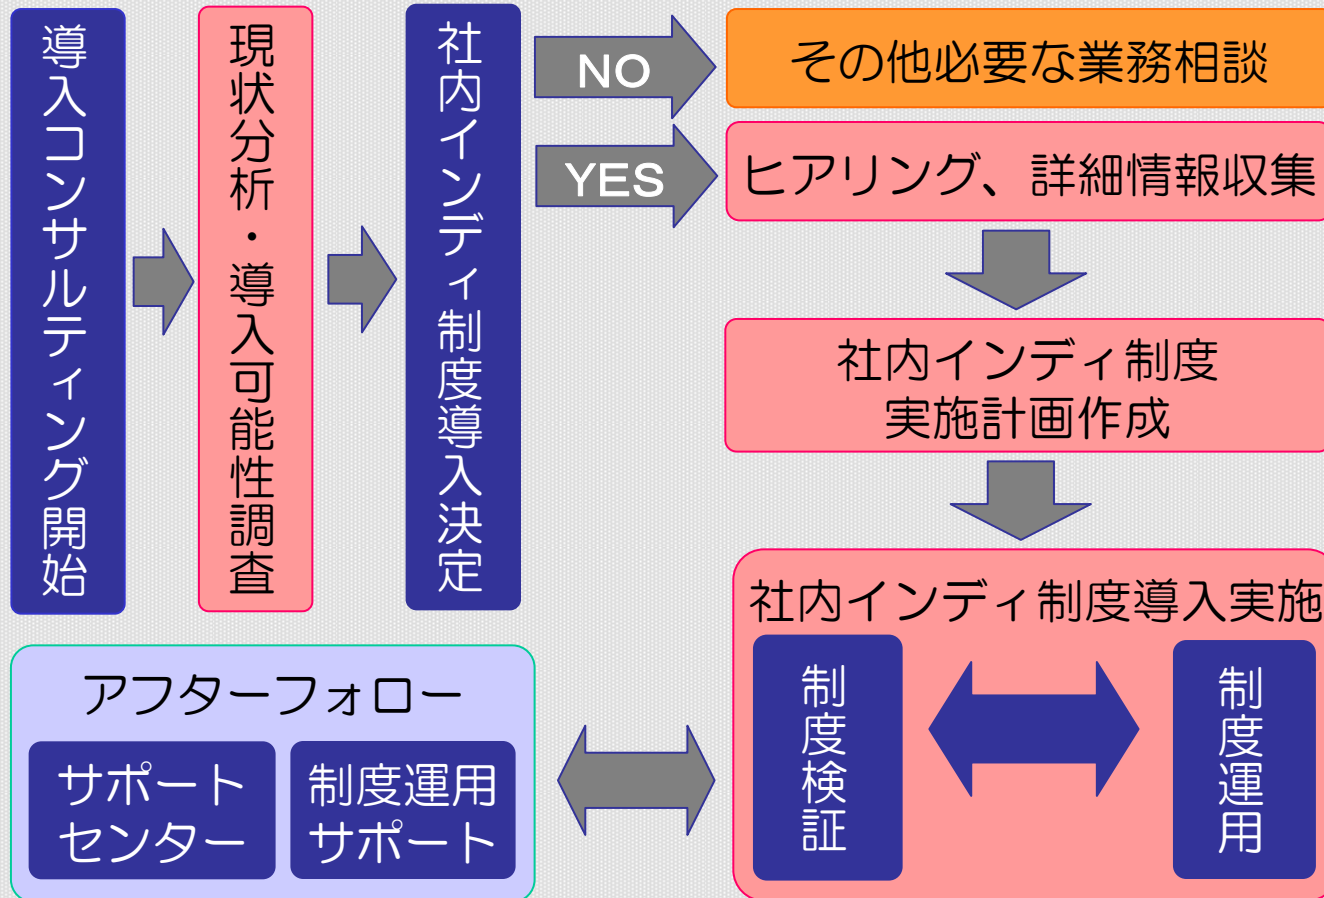 導入コンサルティング開始
現状分析・導入可能性調査
社内インディ制度導入決定
NO
その他必要な業務相談
YES
ヒアリング、詳細情報収集
社内インディ制度
実施計画作成
社内インディ制度導入実施
制度検証
制度運用
アフターフォロー
サポート
センター
制度運用
サポート